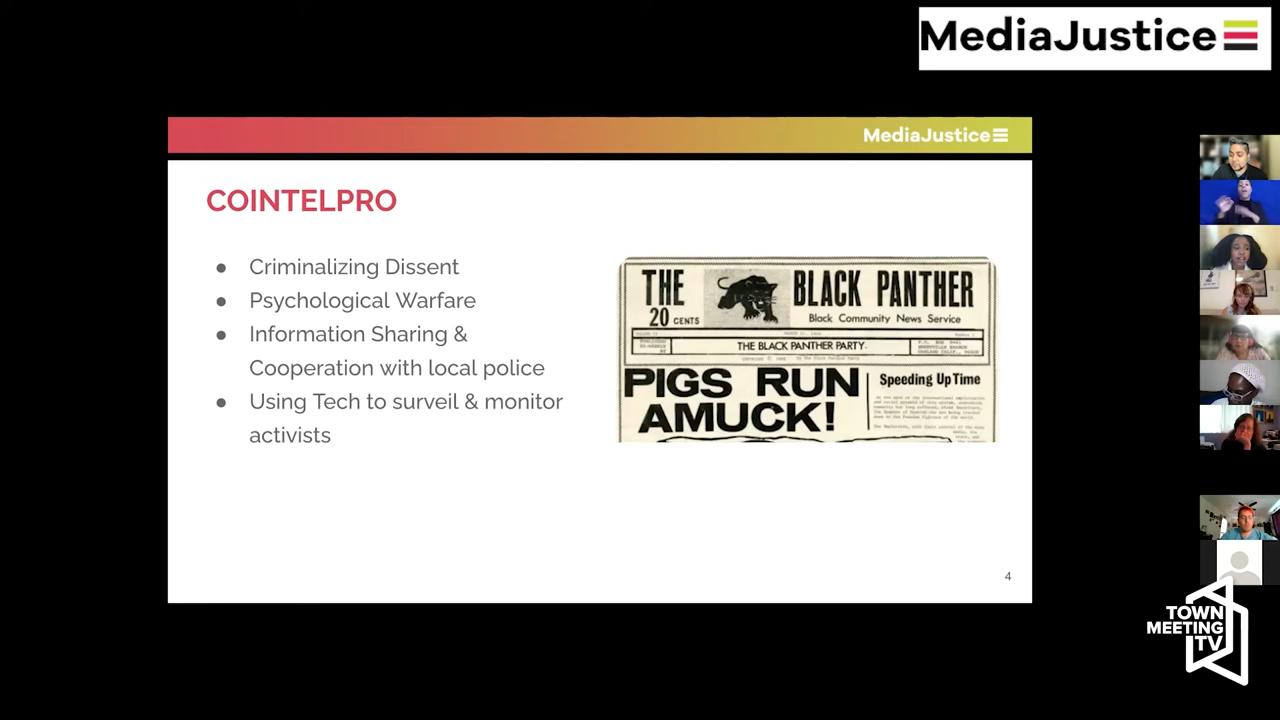 MediaJustice
MediaJustice
COINTELPRO
● Criminalizing Dissent
● Psychological Warfare
● Information Sharing &
Cooperation with local police
● Using Tech to surveil & monitor
activists
THE BLACK PANTHER
20 CENTS
Black Community News Service
THE BLACK PANTHER PARTY
PIGS RUN
AMUCK!
Speeding Up Time
4
TOWN
MEETING
TV